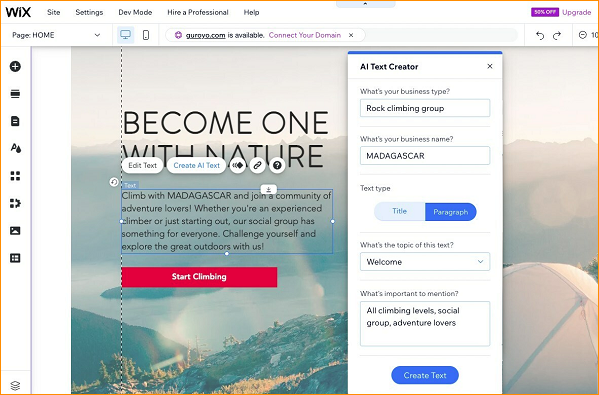 WiX Site Settings Dev Mode Hire a Professional Help 50% OFF Upgrade
Page: HOME guroyo.com is available. Connect Your Domain 10
AI Text Creator
What's your business type?
Rock climbing group
What's your business name?
MADAGASCAR
Text type
Title Paragraph
What's the topic of this text?
Welcome
What's important to mention?
All climbing levels, social
group, adventure lovers
Create Text
BECOME ONE
WITH NATURE
Edit Text Create AI Text
Text
Climb with MADAGASCAR and join a community of
adventure lovers! Whether you're an experienced
climber or just starting out, our social group has
something for everyone. Challenge yourself and
explore the great outdoors with us!
Start Climbing